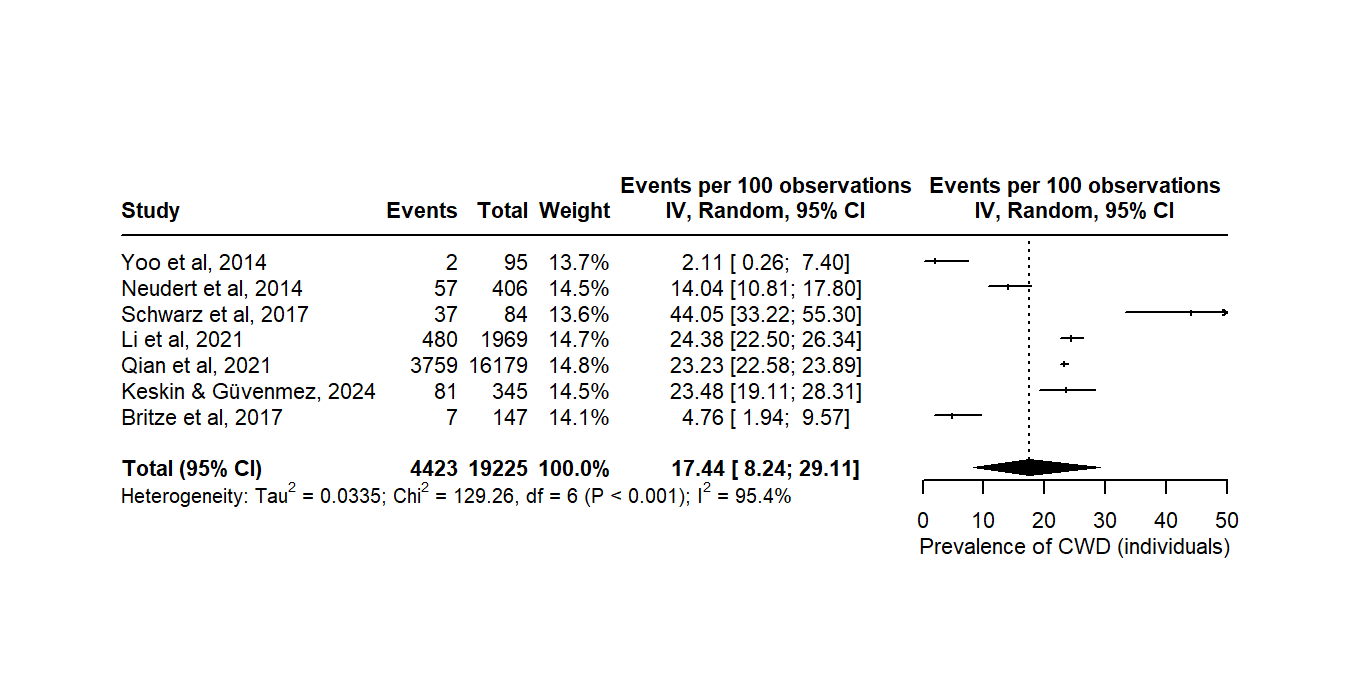 Events per 100 observations Events per 100 observations
Study Events Total Weight IV, Random, 95% CI IV, Random, 95% CI
Yoo et al, 2014 2 95 13.7% 2.11 [ 0.26; 7.40]
Neudert et al, 2014 57 406 14.5% 14.04 [10.81; 17.80]
Schwarz et al, 2017 37 84 13.6% 44.05 [33.22; 55.30]
Li et al, 2021 480 1969 14.7% 24.38 [22.50; 26.34]
Qian et al, 2021 3759 16179 14.8% 23.23 [22.58; 23.89]
Keskin & Güvenmez, 2024 81 345 14.5% 23.48 [19.11; 28.31]
Britze et al, 2017 7 147 14.1% 4.76 [ 1.94; 9.57]
Total (95% CI) 4423 19225 100.0% 17.44 [ 8.24; 29.11]
Heterogeneity: Tau² = 0.0335; Chi² = 129.26, df = 6 (P < 0.001); I² = 95.4%
0 10 20 30 40 50
Prevalence of CWD (individuals)